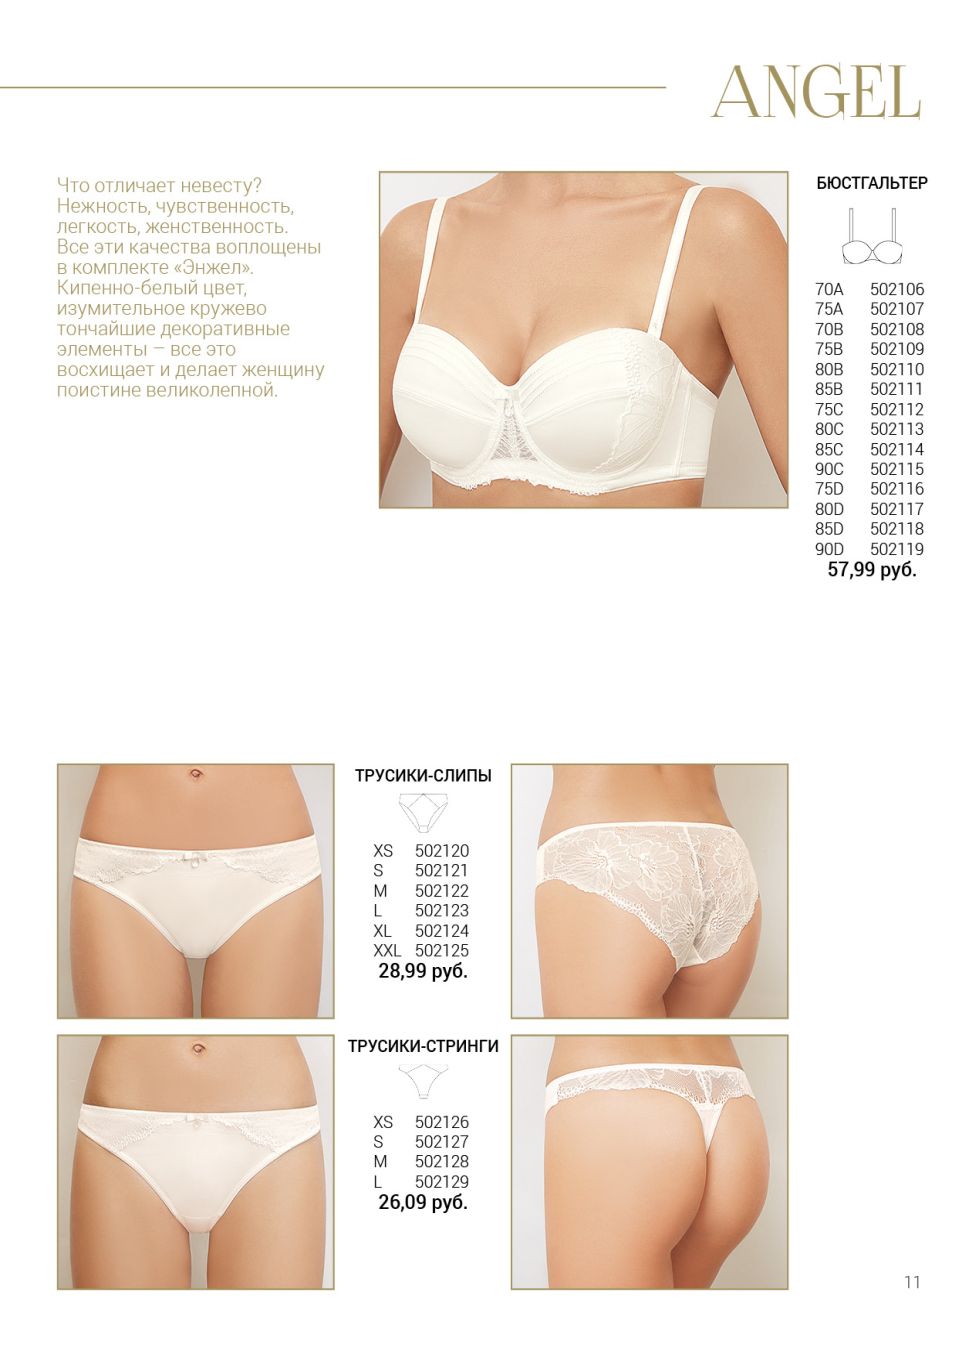 ANGEL
Что отличает невесту?
Нежность, чувственность,
легкость, женственность.
Все эти качества воплощены
в комплекте «Энжел».
Кипенно-белый цвет,
изумительное кружево
тончайшие декоративные
элементы – все это
восхищает и делает женщину
поистине великолепной.
БЮСТГАЛЬТЕР
70A 502106
75A 502107
70B 502108
75B 502109
80B 502110
85B 502111
75C 502112
80C 502113
85C 502114
90C 502115
75D 502116
80D 502117
85D 502118
90D 502119
57,99 руб.
ТРУСИКИ-СЛИПЫ
XS 502120
S 502121
M 502122
L 502123
XL 502124
XXL 502125
28,99 руб.
ТРУСИКИ-СТРИНГИ
XS 502126
S 502127
M 502128
L 502129
26,09 руб.
11